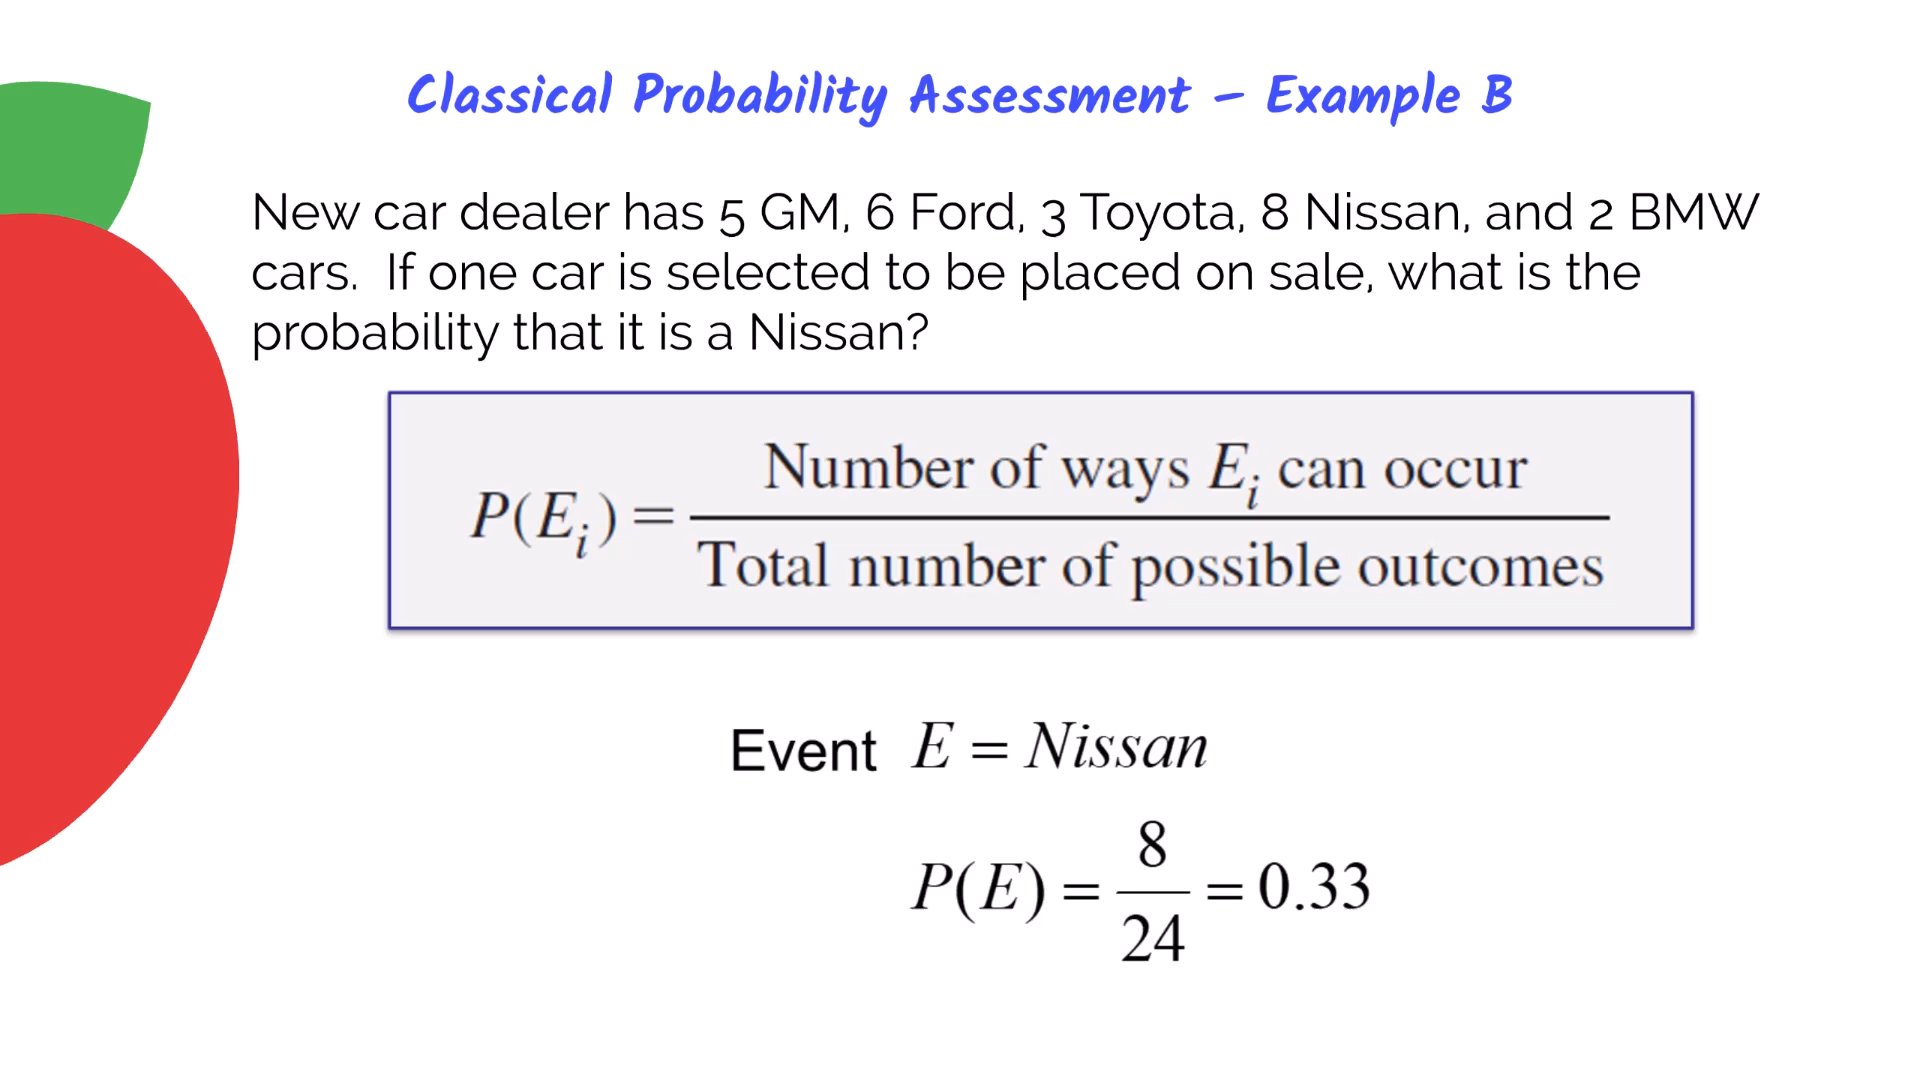 Classical Probability Assessment – Example B
New car dealer has 5 GM, 6 Ford, 3 Toyota, 8 Nissan, and 2 BMW
cars.  If one car is selected to be placed on sale, what is the
probability that it is a Nissan?
P(Eᵢ) = Number of ways Eᵢ can occur / Total number of possible outcomes
Event E = Nissan
P(E) = 8/24 = 0.33